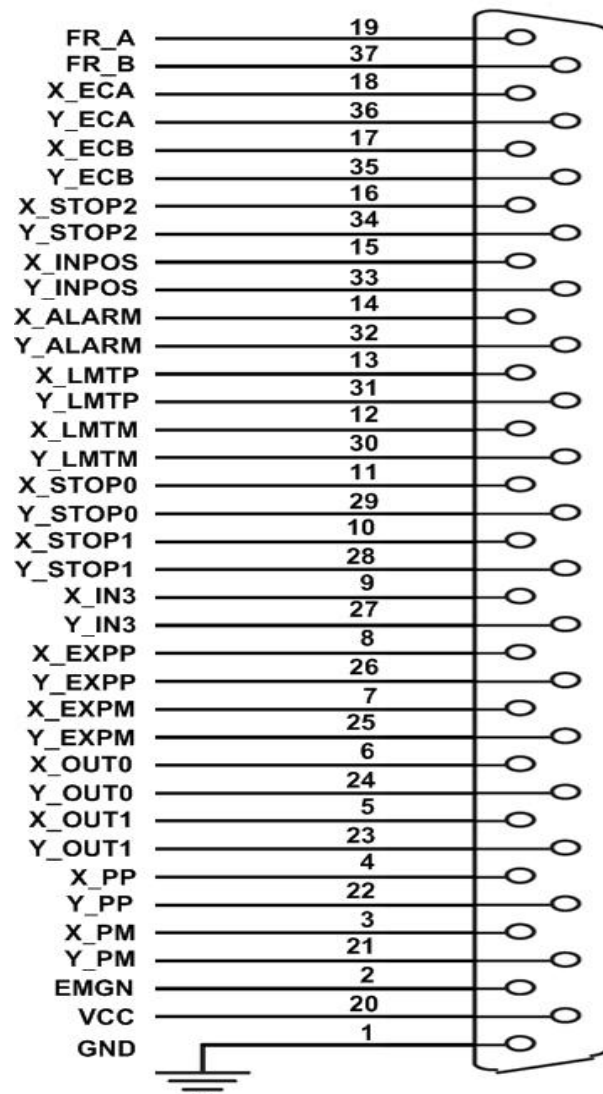 FR_A 19
FR_B 37
X_ECA 18
Y_ECA 36
X_ECB 17
Y_ECB 35
X_STOP2 16
Y_STOP2 34
X_INPOS 15
Y_INPOS 33
X_ALARM 14
Y_ALARM 32
X_LMTP 13
Y_LMTP 31
X_LMTM 12
Y_LMTM 30
X_STOP0 11
Y_STOP0 29
X_STOP1 10
Y_STOP1 28
X_IN3 9
Y_IN3 27
X_EXPP 8
Y_EXPP 26
X_EXPM 7
Y_EXPM 25
X_OUT0 6
Y_OUT0 24
X_OUT1 5
Y_OUT1 23
X_PP 4
Y_PP 22
X_PM 3
Y_PM 21
EMGN 2
VCC 20
GND 1